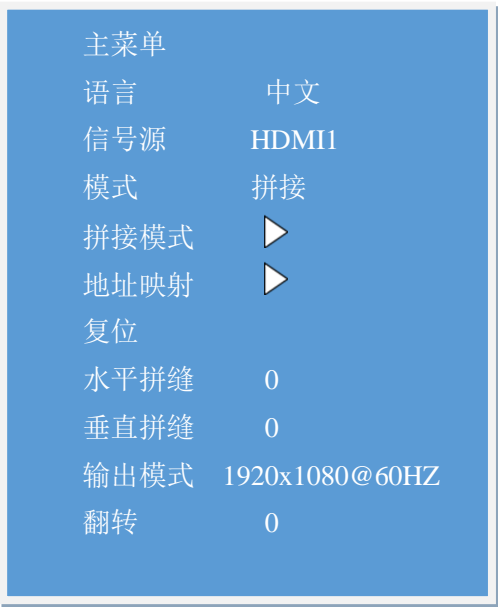 主菜单
语言 中文
信号源 HDMI1
模式 拼接
拼接模式
地址映射
复位
水平拼缝 0
垂直拼缝 0
输出模式 1920x1080@60HZ
翻转 0